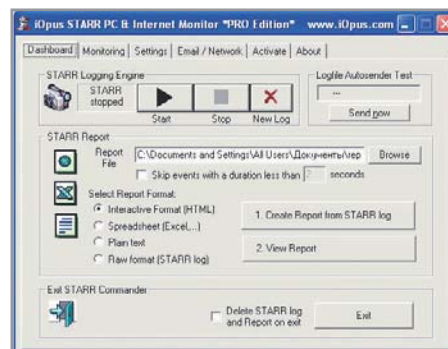 iOpus STARR PC & Internet Monitor "PRO Edition" www.iOpus.com
Dashboard Monitoring Settings Email / Network Activate About
STARR Logging Engine
STARR stopped
Start Stop New Log
Logfile Autosender Test
...
Send now
STARR Report
Report File
C:\Documents and Settings\All Users\Документы\rep
Browse
Skip events with a duration less than 2 seconds
Select Report Format:
Interactive Format (HTML)
Spreadsheet (Excel,...)
Plain text
Raw format (STARR log)
1. Create Report from STARR log
2. View Report
Exit STARR Commander
Delete STARR log
and Report on exit
Exit